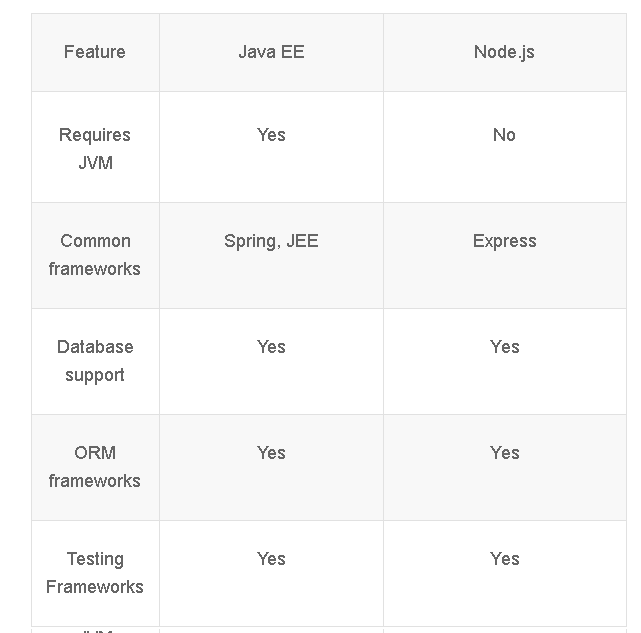 Feature Java EE Node.js
Requires JVM Yes No
Common frameworks Spring, JEE Express
Database support Yes Yes
ORM frameworks Yes Yes
Testing Frameworks Yes Yes